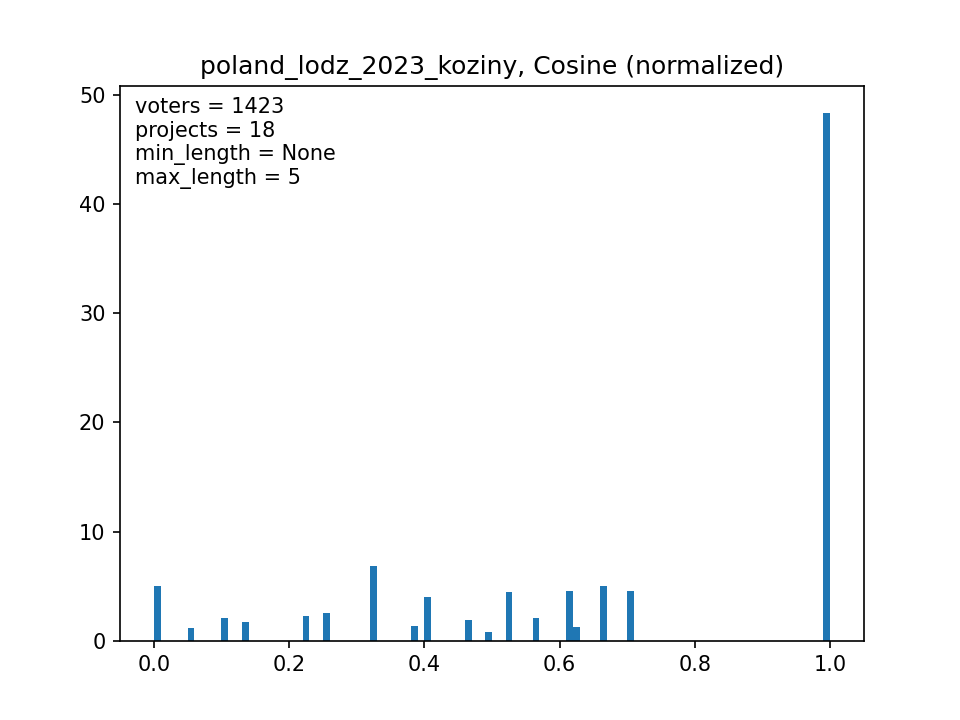 poland_lodz_2023_koziny, Cosine (normalized)
voters = 1423
projects = 18
min_length = None
max_length = 5
50
40
30
20
10
0
0.0 0.2 0.4 0.6 0.8 1.0